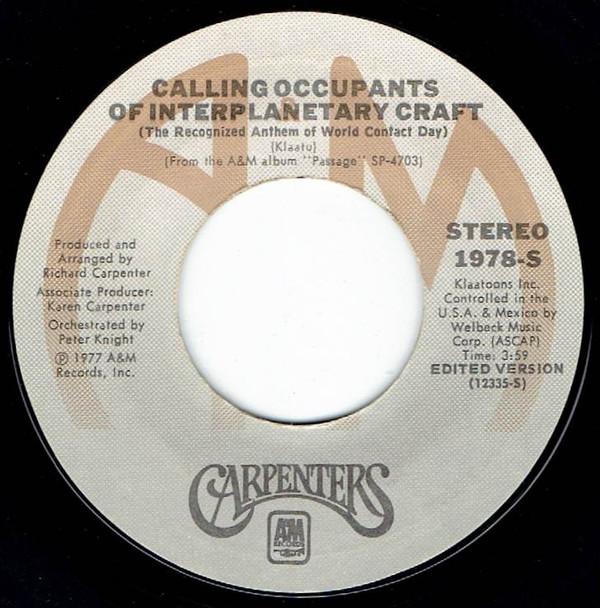 CALLING OCCUPANTS
OF INTERPLANETARY CRAFT
(The Recognized Anthem of World Contact Day)
(Klaatu)
(From the A&M album "Passage" SP-4703)
Produced and
Arranged by
Richard Carpenter
Associate Producer:
Karen Carpenter
Orchestrated by
Peter Knight
℗ 1977 A&M
Records, Inc.
STEREO
1978-S
Klaatoons Inc.
Controlled in the
U.S.A. & Mexico by
Welbeck Music
Corp. (ASCAP)
Time: 3:59
EDITED VERSION
(12335-S)
CARPENTERS
A&M
RECORDS